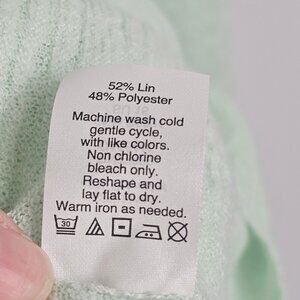 52% Lin
48% Polyester
Machine wash cold
gentle cycle,
with like colors.
Non chlorine
bleach only.
Reshape and
lay flat to dry.
Warm iron as needed.
30